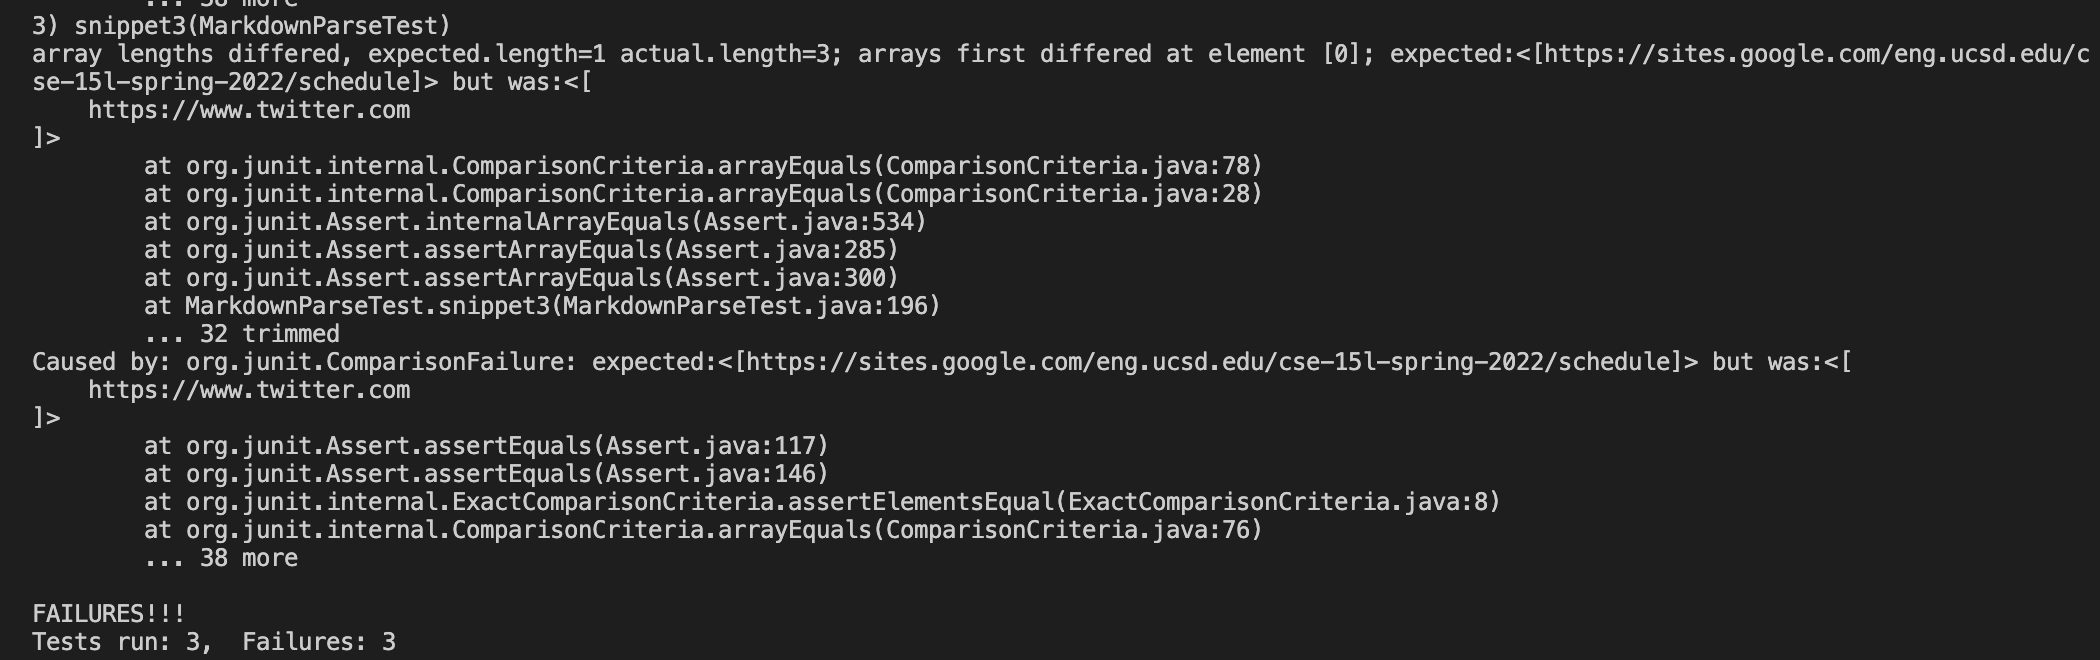 ... 38 more
3) snippet3(MarkdownParseTest)
array lengths differed, expected.length=1 actual.length=3; arrays first differed at element [0]; expected:<[https://sites.google.com/eng.ucsd.edu/c
se-15l-spring-2022/schedule]> but was:<[
    https://www.twitter.com
]>
        at org.junit.internal.ComparisonCriteria.arrayEquals(ComparisonCriteria.java:78)
        at org.junit.internal.ComparisonCriteria.arrayEquals(ComparisonCriteria.java:28)
        at org.junit.Assert.internalArrayEquals(Assert.java:534)
        at org.junit.Assert.assertArrayEquals(Assert.java:285)
        at org.junit.Assert.assertArrayEquals(Assert.java:300)
        at MarkdownParseTest.snippet3(MarkdownParseTest.java:196)
        ... 32 trimmed
Caused by: org.junit.ComparisonFailure: expected:<[https://sites.google.com/eng.ucsd.edu/cse-15l-spring-2022/schedule]> but was:<[
    https://www.twitter.com
]>
        at org.junit.Assert.assertEquals(Assert.java:117)
        at org.junit.Assert.assertEquals(Assert.java:146)
        at org.junit.internal.ExactComparisonCriteria.assertElementsEqual(ExactComparisonCriteria.java:8)
        at org.junit.internal.ComparisonCriteria.arrayEquals(ComparisonCriteria.java:76)
        ... 38 more

FAILURES!!!
Tests run: 3,  Failures: 3